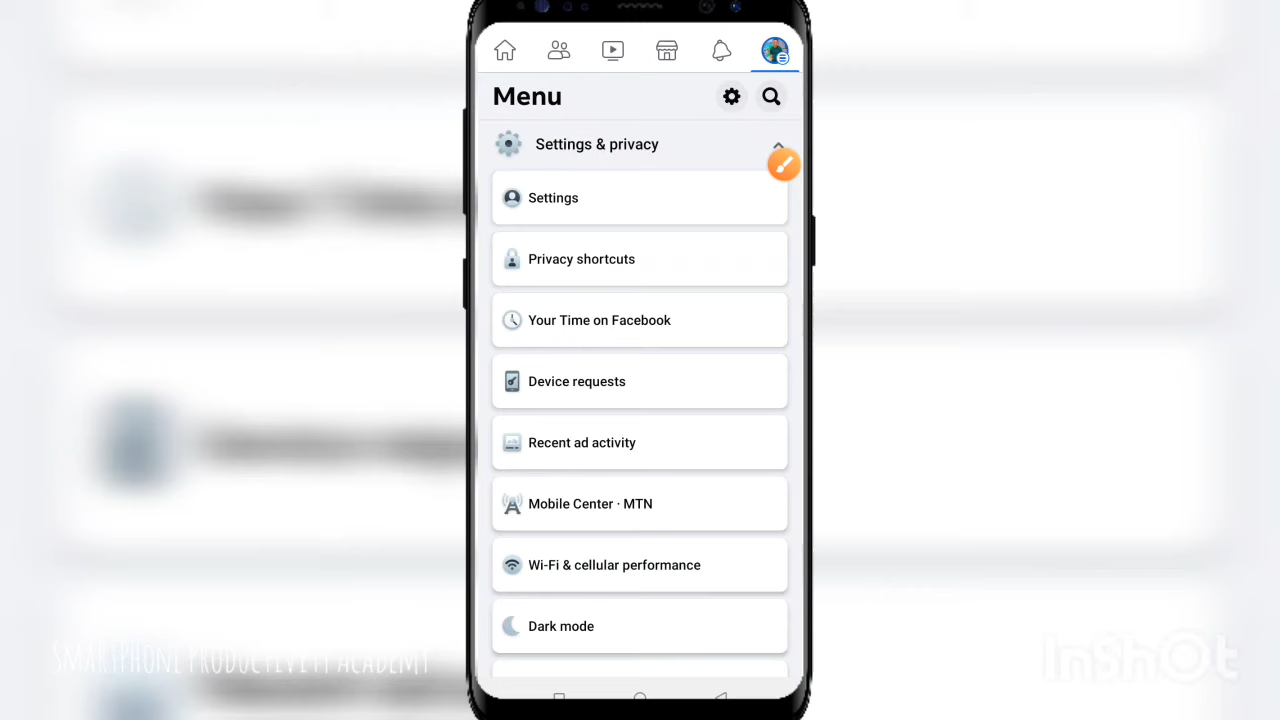 Menu
Settings & privacy
Settings
Privacy shortcuts
Your Time on Facebook
Device requests
Recent ad activity
Mobile Center · MTN
Wi-Fi & cellular performance
Dark mode
SMARTPHONE PRODUCTEVETY ACADEMY
InShOt